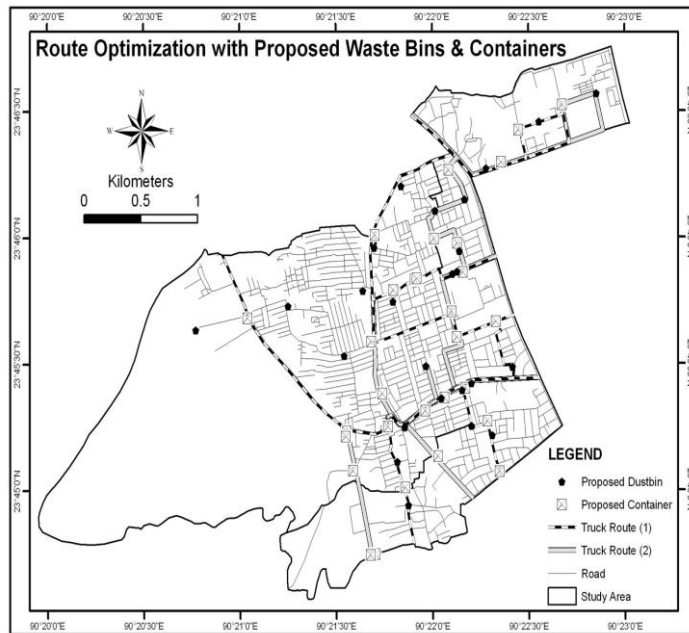 90°20'0"E 90°20'30"E 90°21'0"E 90°21'30"E 90°22'0"E 90°22'30"E 90°23'0"E
Route Optimization with Proposed Waste Bins & Containers
23°46'30"N
N
W E
S
Kilometers
0 0.5 1
23°46'0"N
23°45'30"N
23°45'0"N
LEGEND
Proposed Dustbin
Proposed Container
Truck Route (1)
Truck Route (2)
Road
Study Area
90°20'0"E 90°20'30"E 90°21'0"E 90°21'30"E 90°22'0"E 90°22'30"E 90°23'0"E